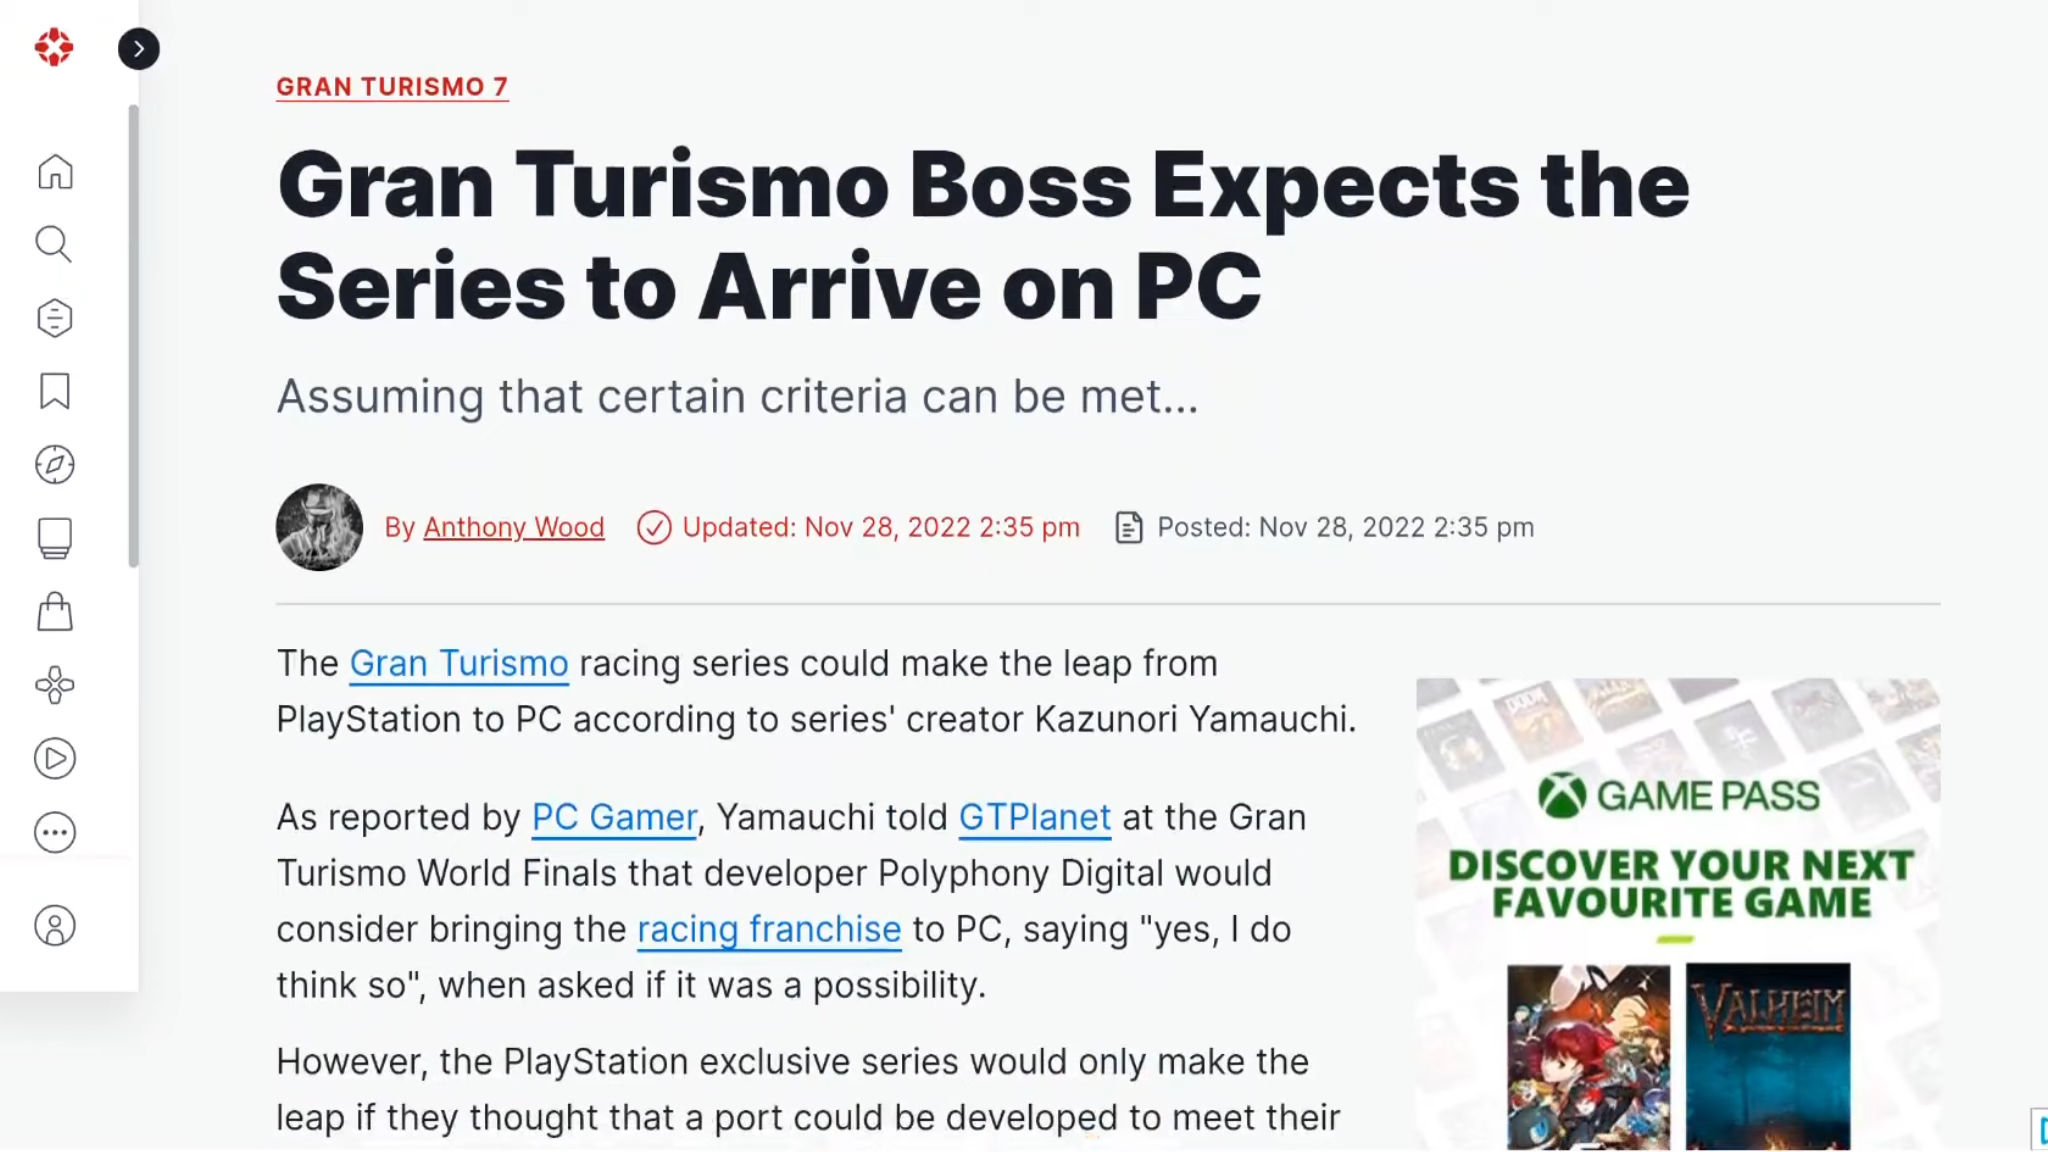 GRAN TURISMO 7
Gran Turismo Boss Expects the
Series to Arrive on PC
Assuming that certain criteria can be met...
By Anthony Wood
Updated: Nov 28, 2022 2:35 pm
Posted: Nov 28, 2022 2:35 pm
The Gran Turismo racing series could make the leap from
PlayStation to PC according to series' creator Kazunori Yamauchi.
As reported by PC Gamer, Yamauchi told GTPlanet at the Gran
Turismo World Finals that developer Polyphony Digital would
consider bringing the racing franchise to PC, saying "yes, I do
think so", when asked if it was a possibility.
However, the PlayStation exclusive series would only make the
leap if they thought that a port could be developed to meet their
DOOM
GAME PASS
DISCOVER YOUR NEXT
FAVOURITE GAME
VALHEIM